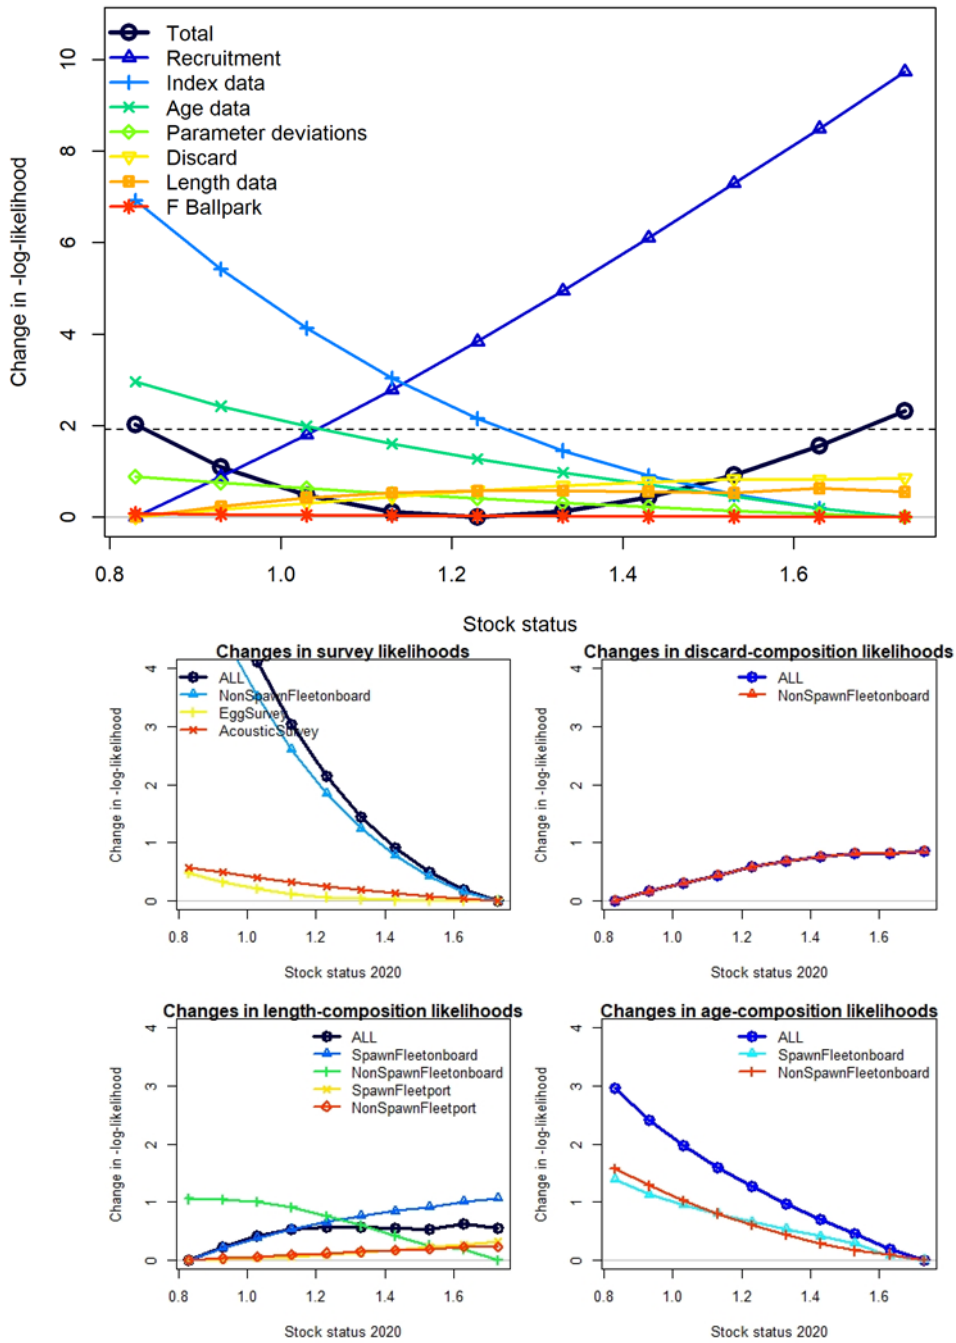 Total
Recruitment
Index data
Age data
Parameter deviations
Discard
Length data
F Ballpark
Change in -log-likelihood
10
8
6
4
2
0
0.8 1.0 1.2 1.4 1.6
Stock status
Changes in survey likelihoods
ALL
NonSpawnFleetonboard
EggSurvey
AcousticSurvey
Change in -log-likelihood
4
3
2
1
0
0.8 1.0 1.2 1.4 1.6
Stock status 2020
Changes in discard-composition likelihoods
ALL
NonSpawnFleetonboard
Change in -log-likelihood
4
3
2
1
0
0.8 1.0 1.2 1.4 1.6
Stock status 2020
Changes in length-composition likelihoods
ALL
SpawnFleetonboard
NonSpawnFleetonboard
SpawnFleetport
NonSpawnFleetport
Change in -log-likelihood
4
3
2
1
0
0.8 1.0 1.2 1.4 1.6
Stock status 2020
Changes in age-composition likelihoods
ALL
SpawnFleetonboard
NonSpawnFleetonboard
Change in -log-likelihood
4
3
2
1
0
0.8 1.0 1.2 1.4 1.6
Stock status 2020